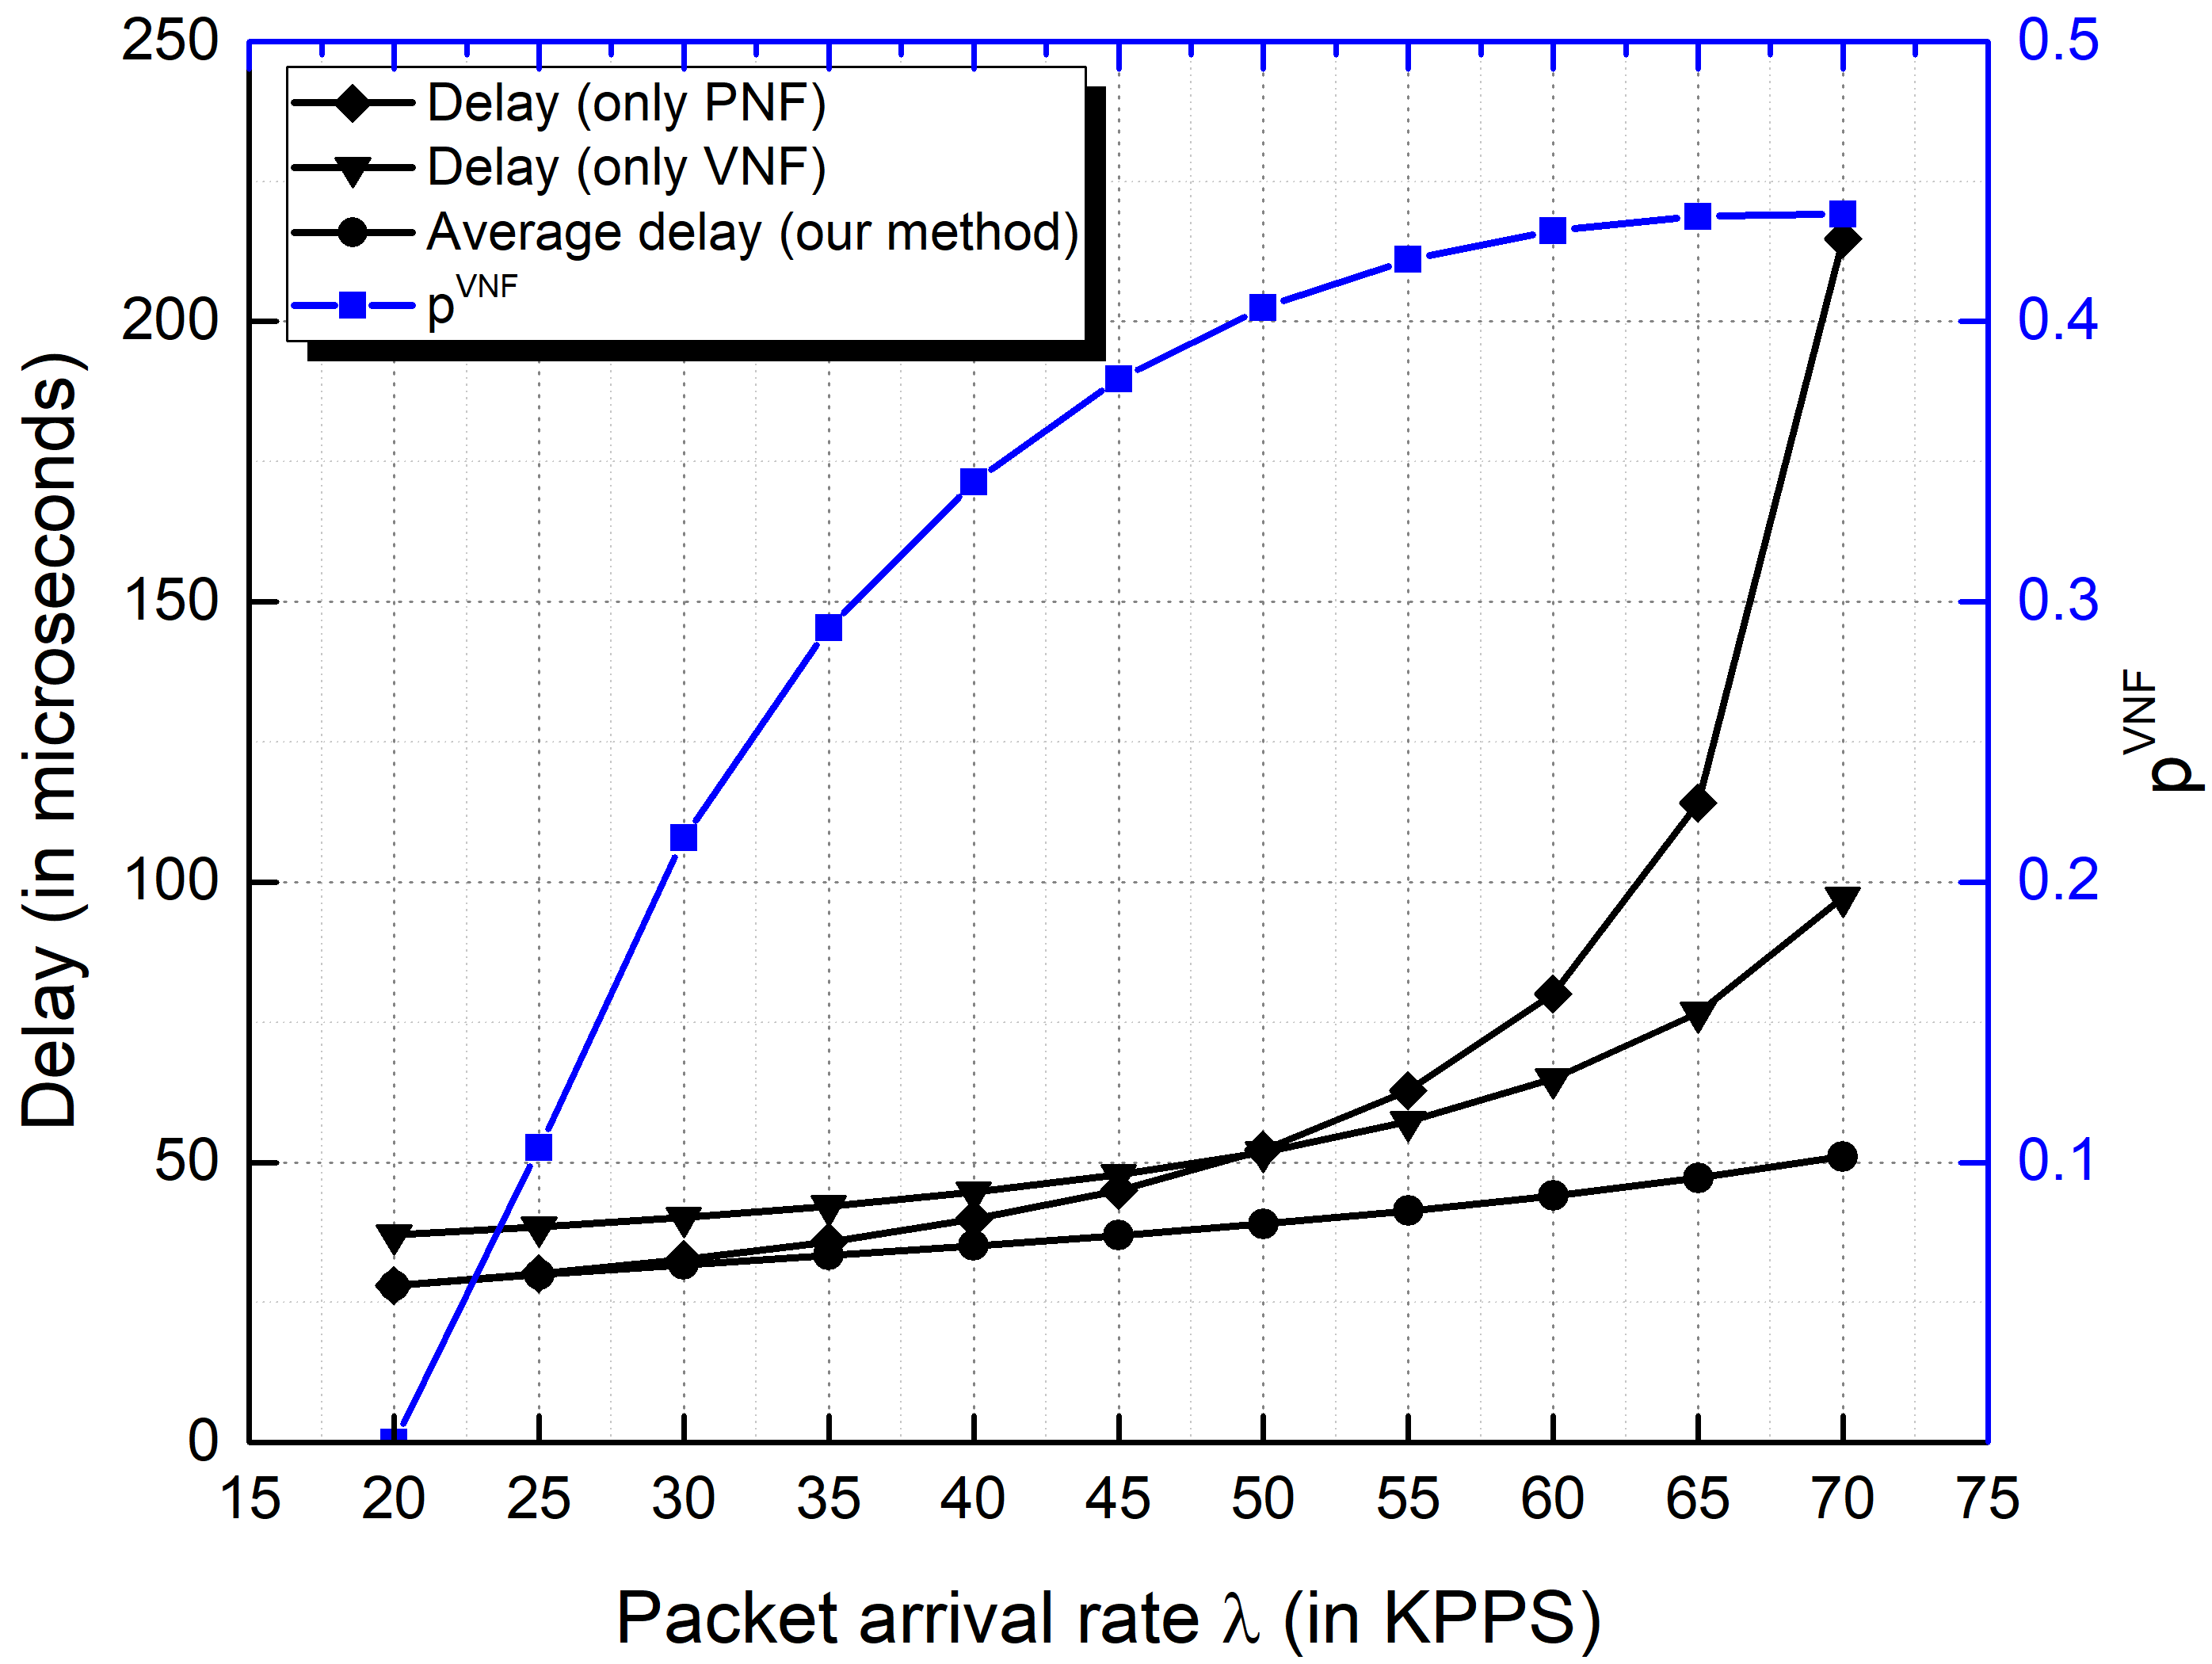 Delay (only PNF)
Delay (only VNF)
Average delay (our method)
pVNF
250
200
150
100
50
0
0.5
0.4
0.3
0.2
0.1
15 20 25 30 35 40 45 50 55 60 65 70 75
Delay (in microseconds)
pVNF
Packet arrival rate λ (in KPPS)